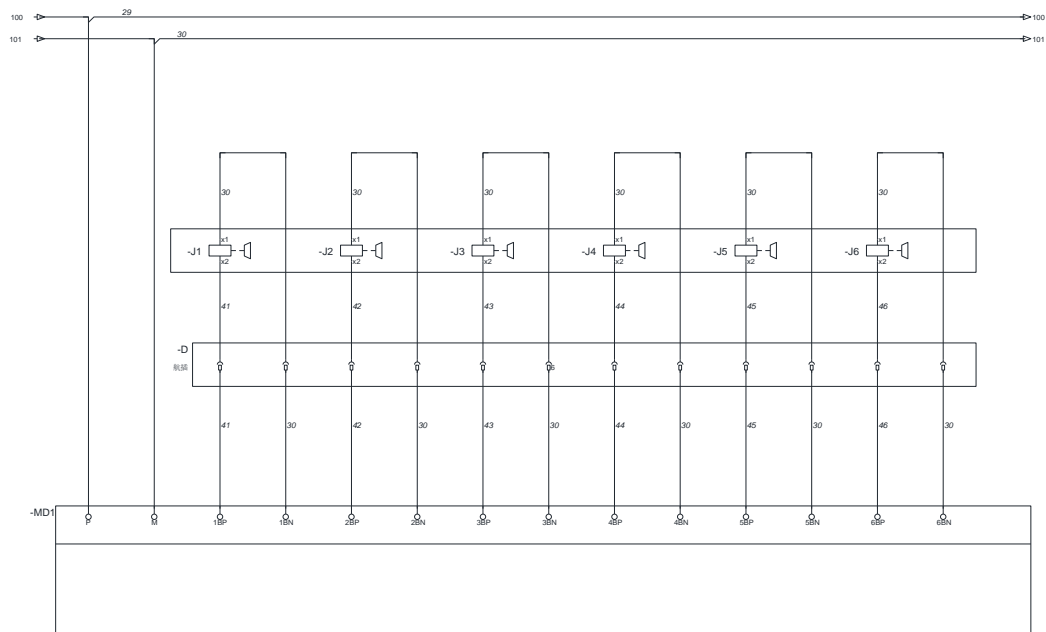 29
100 100
30
101 101
30 30 30 30 30 30
x1 x1 x1 x1 x1 x1
-J1 -J2 -J3 -J4 -J5 -J6
x2 x2 x2 x2 x2 x2
41 42 43 44 45 46
-D
航插
6
41 30 42 30 43 30 44 30 45 30 46 30
-MD1
P M 1BP 1BN 2BP 2BN 3BP 3BN 4BP 4BN 5BP 5BN 6BP 6BN